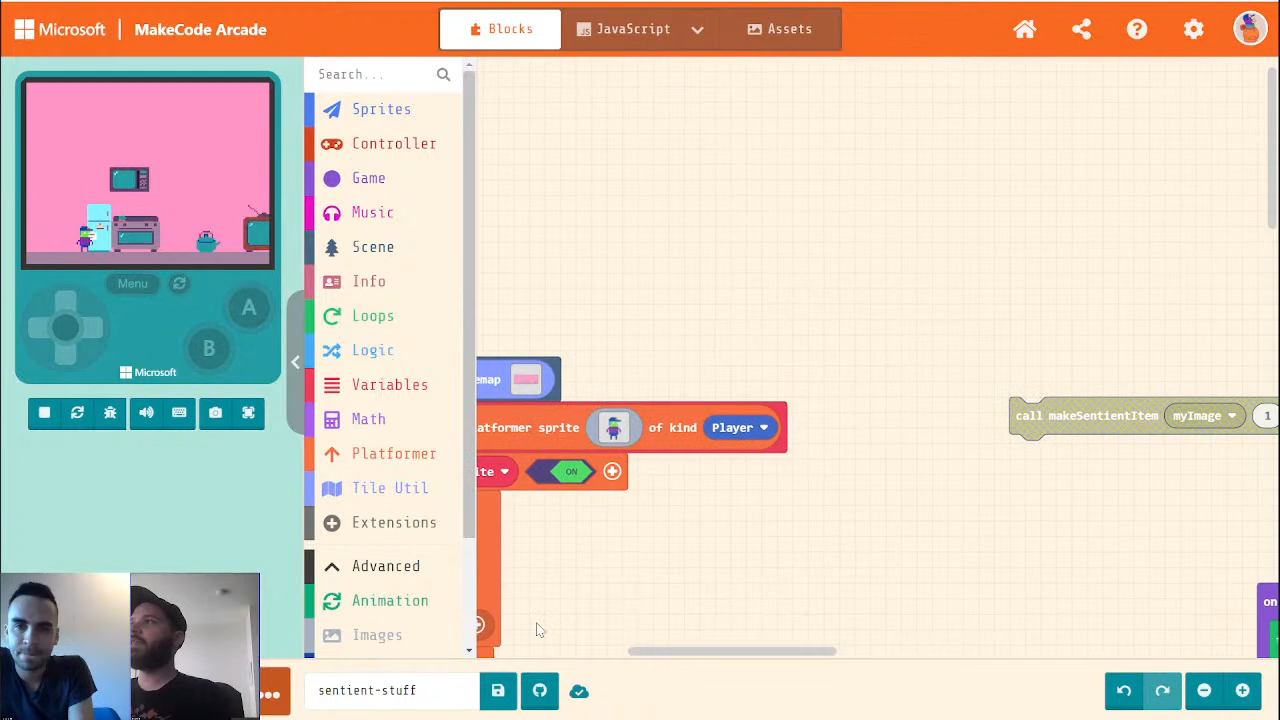 Microsoft | MakeCode Arcade
Blocks
JavaScript
Assets
Search...
Sprites
Controller
Game
Music
Scene
Info
Loops
Logic
Variables
Math
Platformer
Tile Util
Extensions
Advanced
Animation
Images
Menu
A
B
Microsoft
emap
atformer sprite of kind Player
ite ON
call makeSentientItem myImage 1
on
sentient-stuff